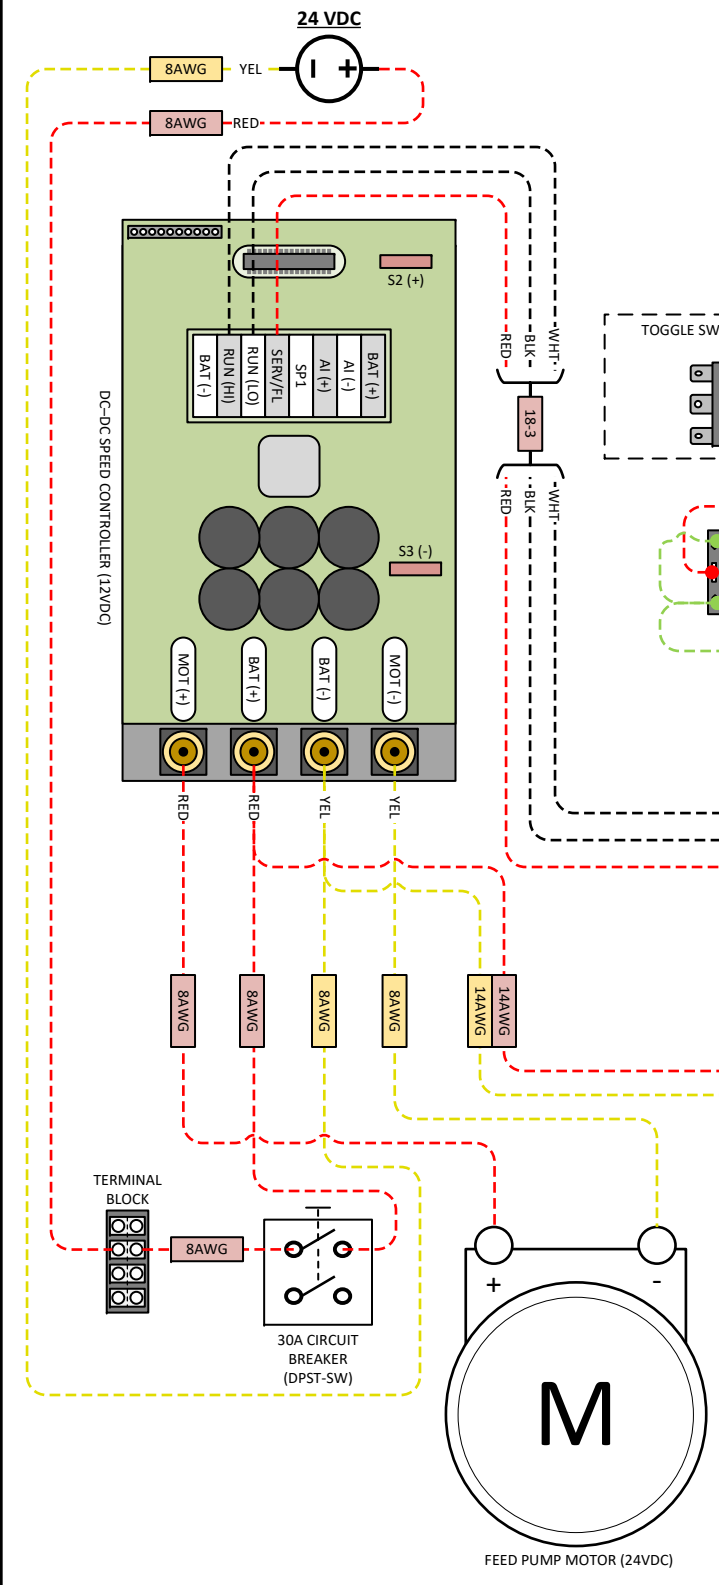 24 VDC
8AWG
YEL
8AWG
RED
S2 (+)
TOGGLE SW
BAT (-)
RUN (HI)
RUN (LO)
SERV/FL
SP1
AI (+)
AI (-)
BAT (+)
RED
BLK
WHT
18-3
RED
BLK
WHT
DC–DC SPEED CONTROLLER (12VDC)
S3 (-)
MOT (+)
BAT (+)
BAT (-)
MOT (-)
RED
RED
YEL
YEL
8AWG
8AWG
8AWG
8AWG
14AWG
14AWG
TERMINAL
BLOCK
8AWG
30A CIRCUIT
BREAKER
(DPST-SW)
+
-
M
FEED PUMP MOTOR (24VDC)